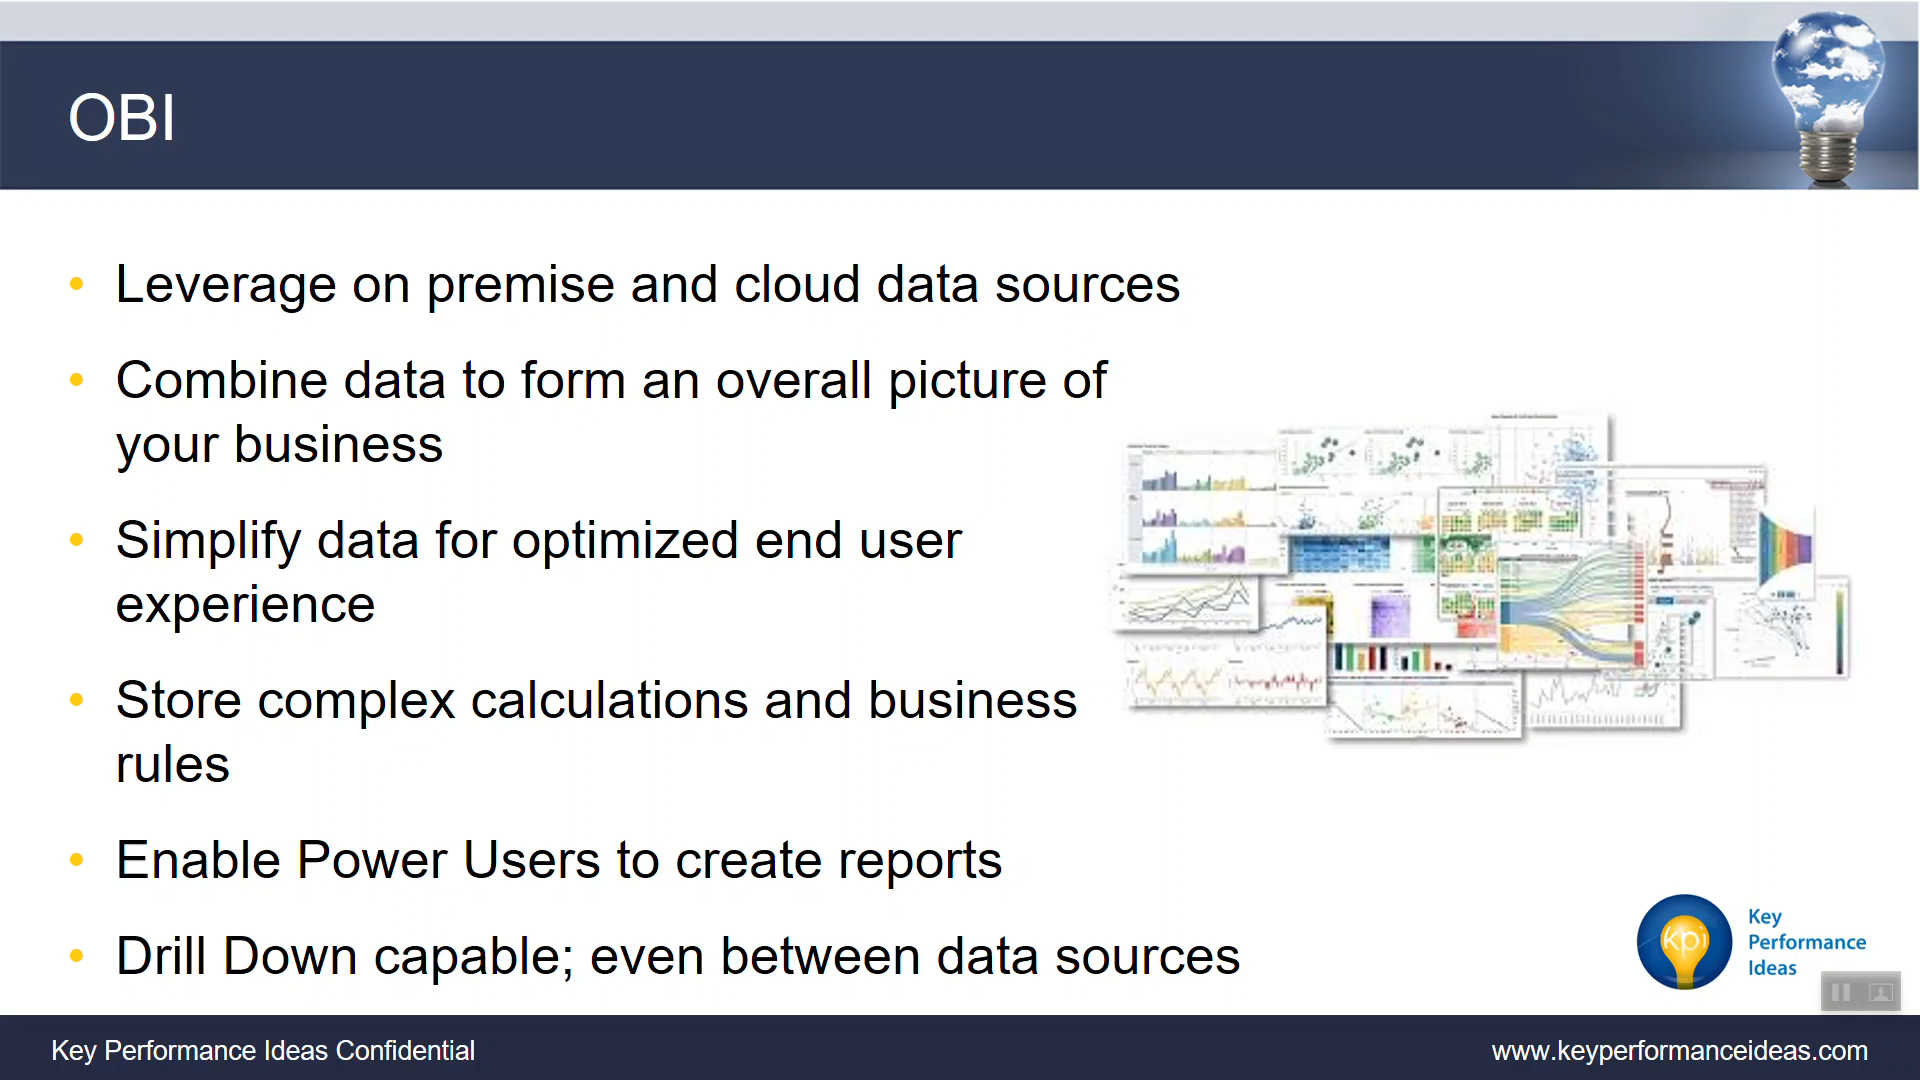 OBI
• Leverage on premise and cloud data sources
• Combine data to form an overall picture of
your business
• Simplify data for optimized end user
experience
• Store complex calculations and business
rules
• Enable Power Users to create reports
• Drill Down capable; even between data sources
kpi
Key
Performance
Ideas
Key Performance Ideas Confidential
www.keyperformanceideas.com